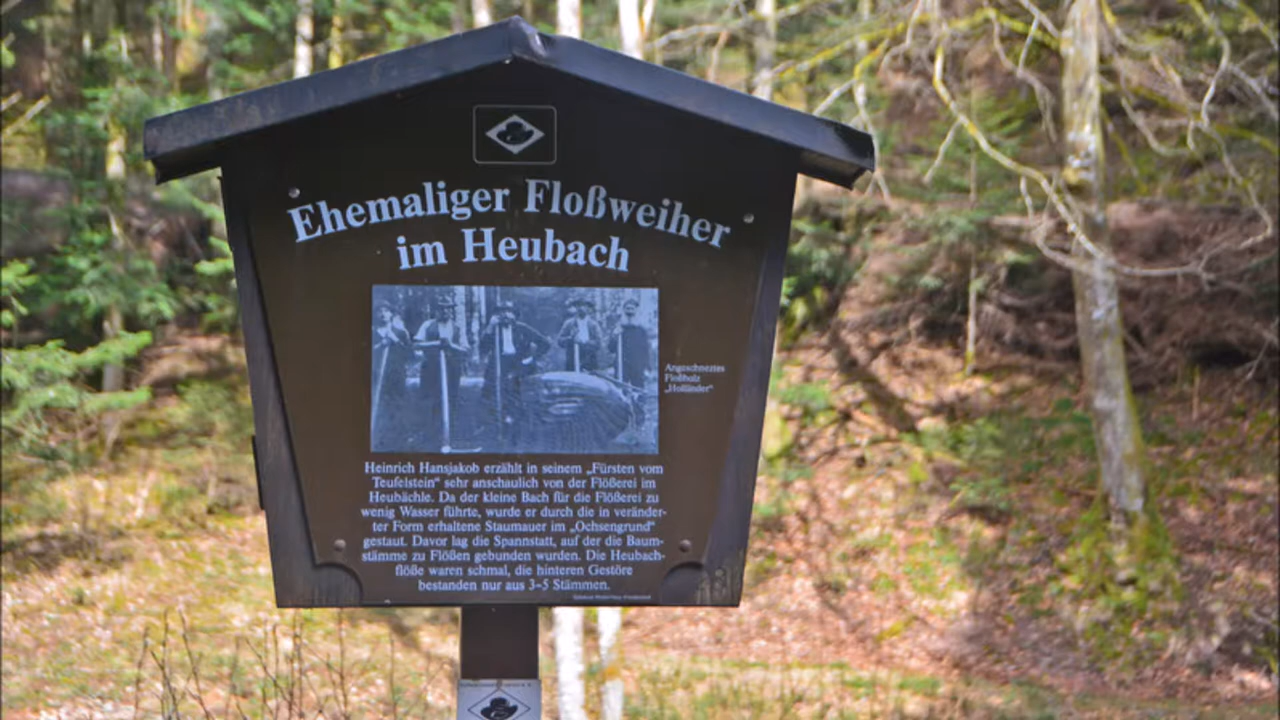 Ehemaliger Floßweiher
im Heubach
Angeschneztes
Floßholz
„Holländer“
Heinrich Hansjakob erzählt in seinem „Fürsten vom
Teufelstein“ sehr anschaulich von der Flößerei im
Heubächle. Da der kleine Bach für die Flößerei zu
wenig Wasser führte, wurde er durch die in veränder-
ter Form erhaltene Staumauer im „Ochsengrund“
gestaut. Davor lag die Spannstatt, auf der die Baum-
stämme zu Flößen gebunden wurden. Die Heubach-
flöße waren schmal, die hinteren Gestöre
bestanden nur aus 3-5 Stämmen.